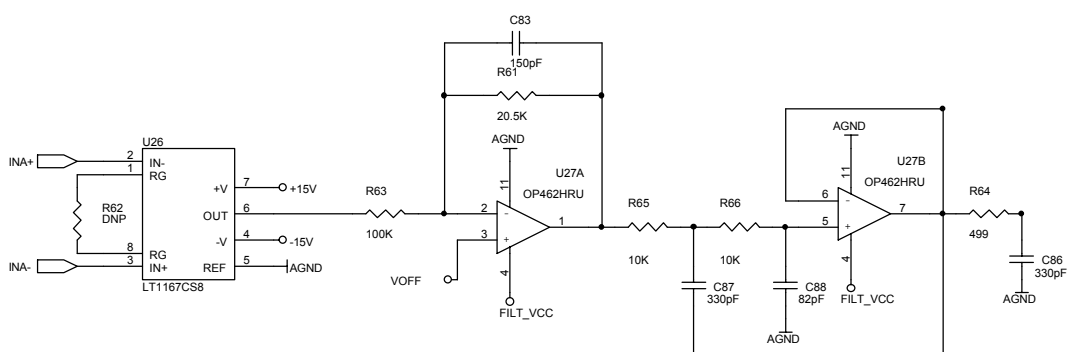 C83
150pF
R61
20.5K
AGND
U26
INA+
2
IN-
1
RG
R62
DNP
8
RG
INA-
3
IN+
LT1167CS8
+V
7
+15V
OUT
6
-V
4
-15V
REF
5
AGND
R63
100K
U27A
OP462HRU
11
2
-
3
+
1
4
VOFF
FILT_VCC
R65
10K
R66
10K
C87
330pF
C88
82pF
AGND
AGND
U27B
OP462HRU
11
6
-
5
+
7
4
FILT_VCC
R64
499
C86
330pF
AGND